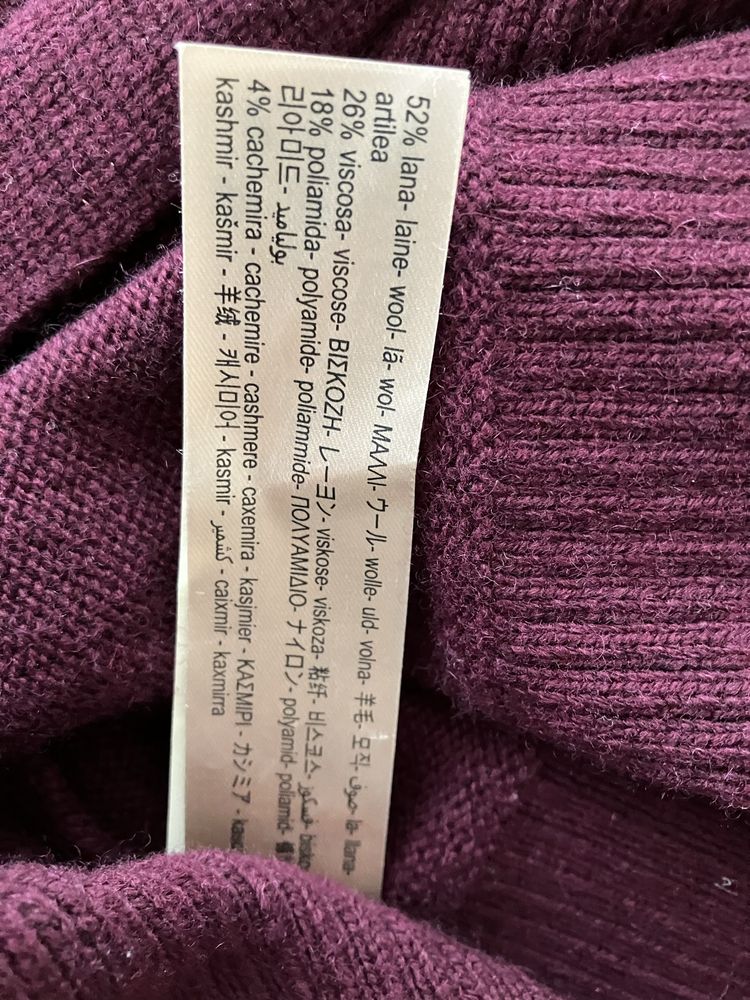 52% lana- laine- wool- lã- wol- ΜΑΛΛΙ- ウール- wolle- uld- volna- 羊毛- 모직- صوف- la- llana-
artilea
26% viscosa- viscose- ΒΙΣΚΟΖΗ- レーヨン- viskose- viskoza- 粘纤- 비스코스- فسكوز-
18% poliamida- polyamide- poliammide- ΠΟΛΥΑΜΙΔΙΟ- ナイロン- polyamid- poliamid-
리아미드- بولياميد
4% cachemira - cachemire - cashmere - caxemira - kasjmier - ΚΑΣΜΙΡΙ - カシミア -
kashmir - kašmir - 羊绒 - 캐시미어 - kasmir - كشمير - caixmir - kaxmirra